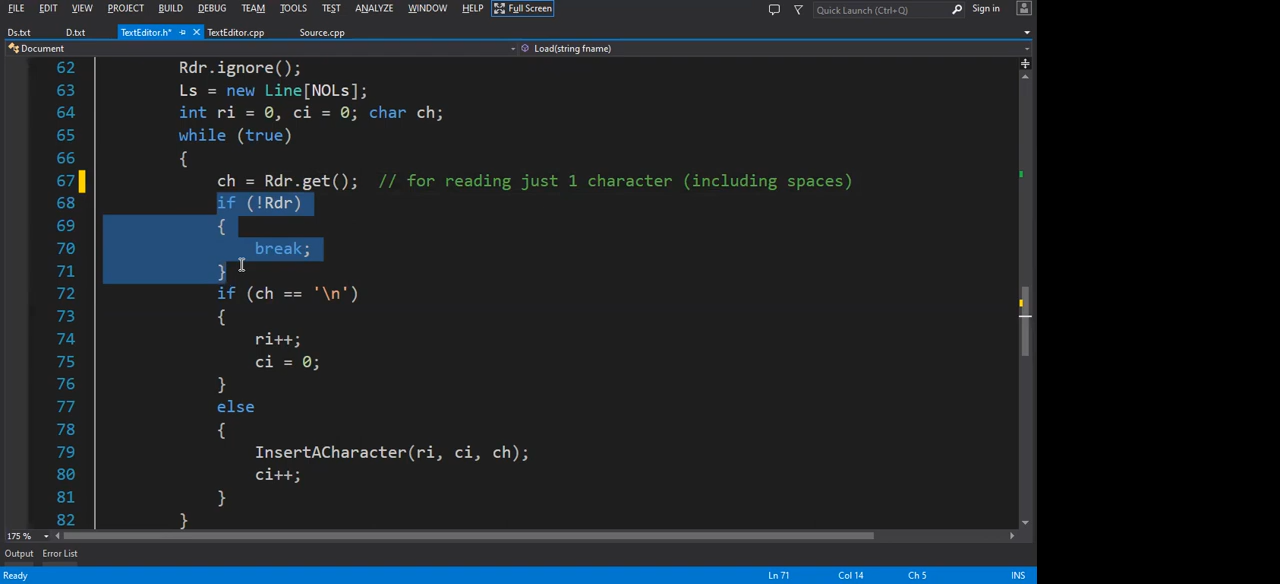 FILE EDIT VIEW PROJECT BUILD DEBUG TEAM TOOLS TEST ANALYZE WINDOW HELP Full Screen Quick Launch (Ctrl+Q) Sign in
Ds.txt D.txt TextEditor.h* TextEditor.cpp Source.cpp
Document Load(string fname)
62 Rdr.ignore();
63 Ls = new Line[NOLs];
64 int ri = 0, ci = 0; char ch;
65 while (true)
66 {
67 ch = Rdr.get(); // for reading just 1 character (including spaces)
68 if (!Rdr)
69 {
70 break;
71 }
72 if (ch == '\n')
73 {
74 ri++;
75 ci = 0;
76 }
77 else
78 {
79 InsertACharacter(ri, ci, ch);
80 ci++;
81 }
82 }
175 %
Output Error List
Ready Ln 71 Col 14 Ch 5 INS